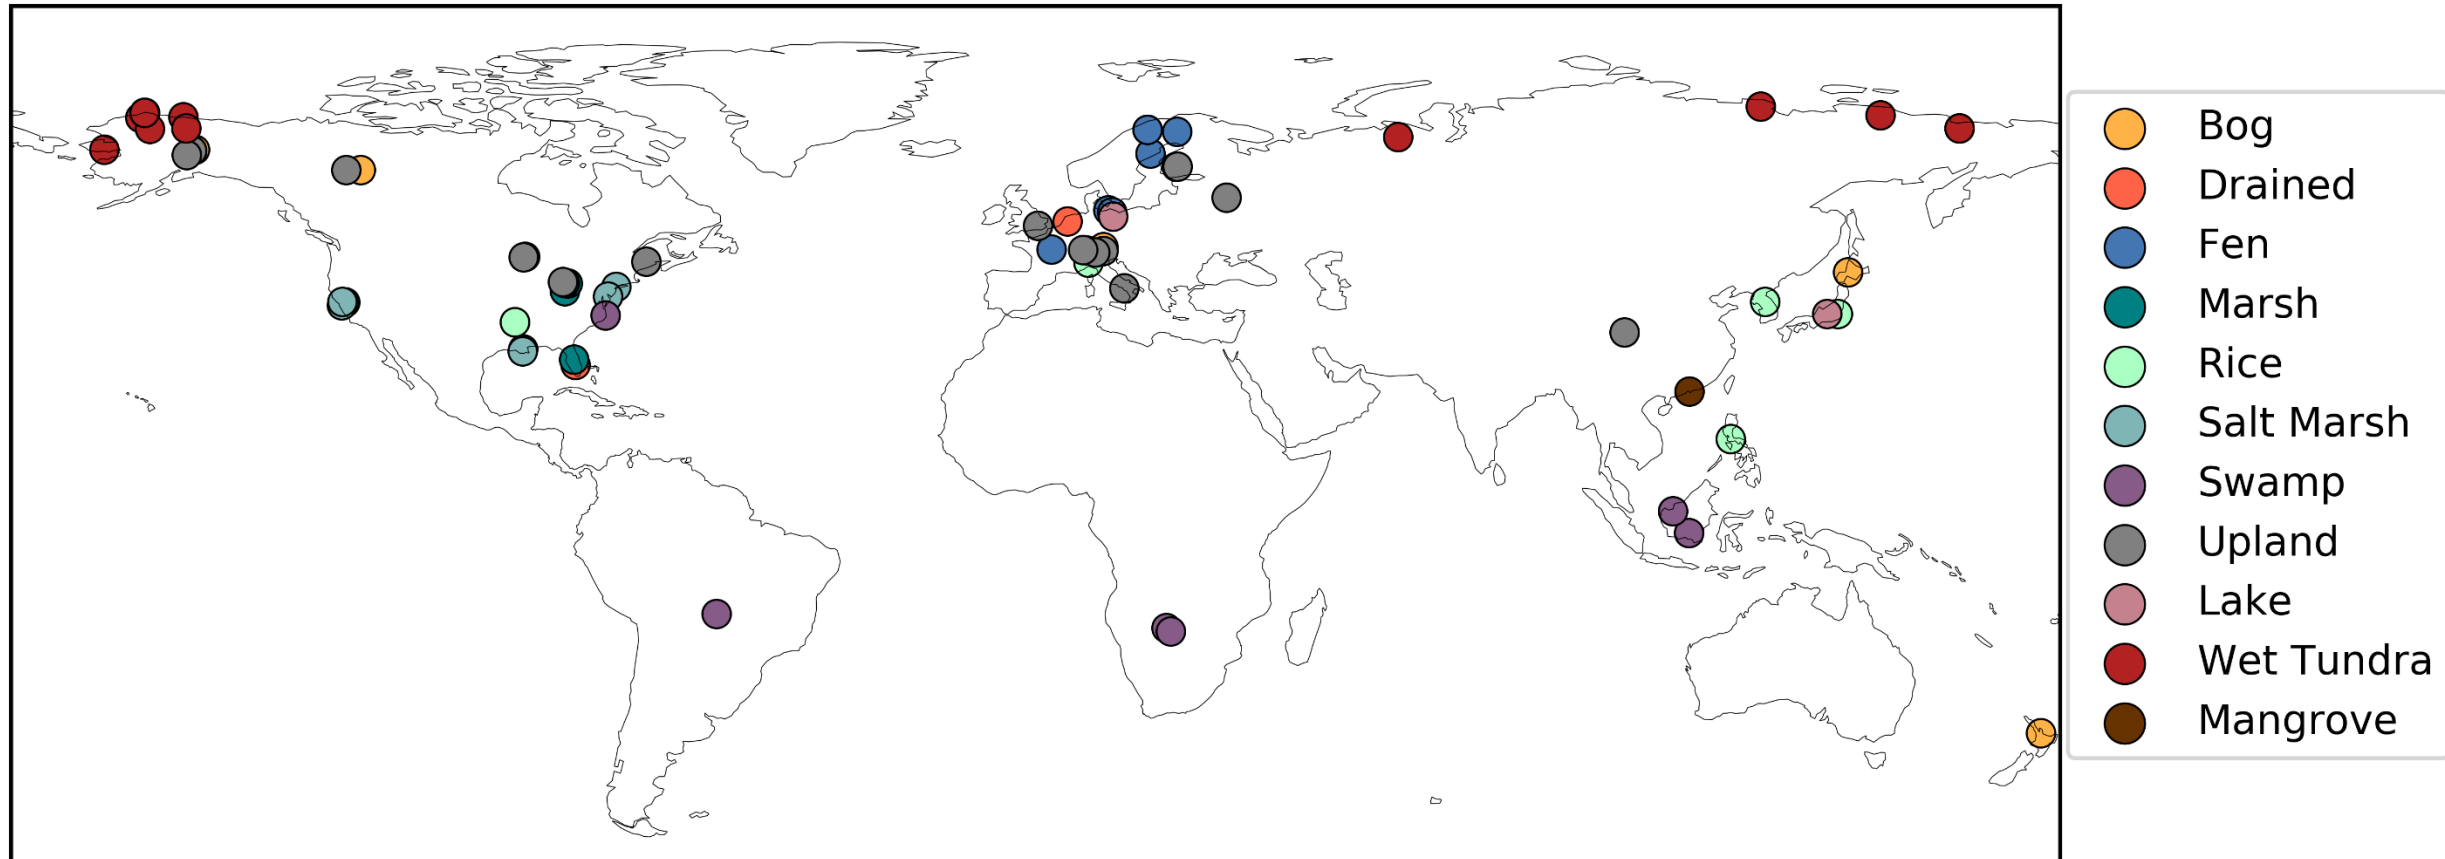 Bog
Drained
Fen
Marsh
Rice
Salt Marsh
Swamp
Upland
Lake
Wet Tundra
Mangrove